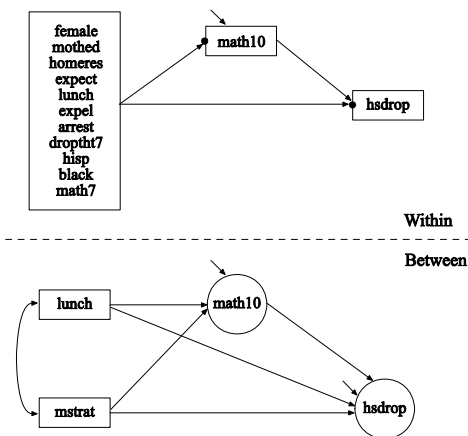 female
mothed
homeres
expect
lunch
expel
arrest
droptht7
hisp
black
math7
math10
hsdrop
Within
Between
lunch
math10
mstrat
hsdrop